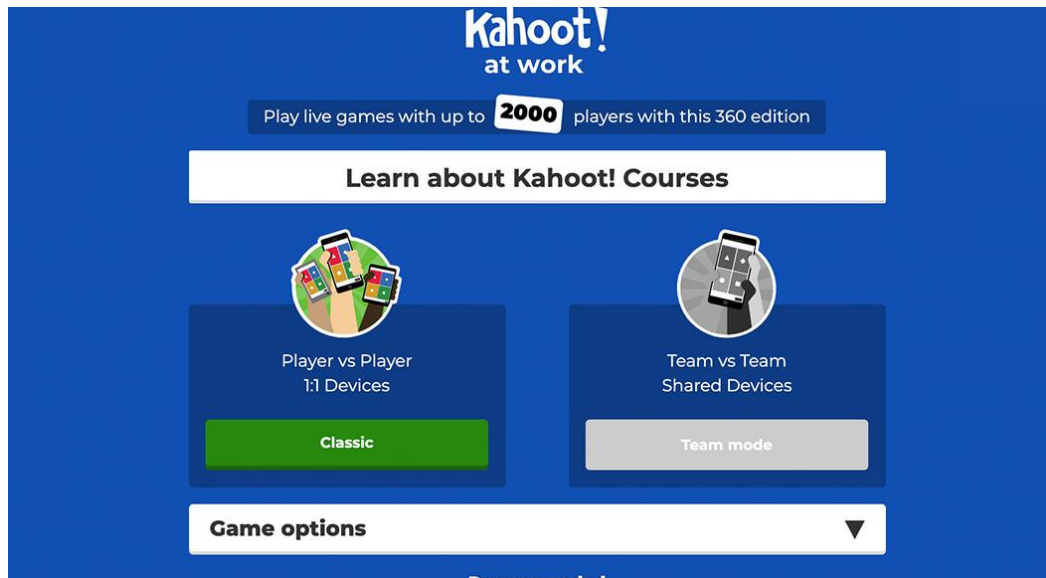 Kahoot!
at work
Play live games with up to 2000 players with this 360 edition
Learn about Kahoot! Courses
Player vs Player
1:1 Devices
Classic
Team vs Team
Shared Devices
Team mode
Game options